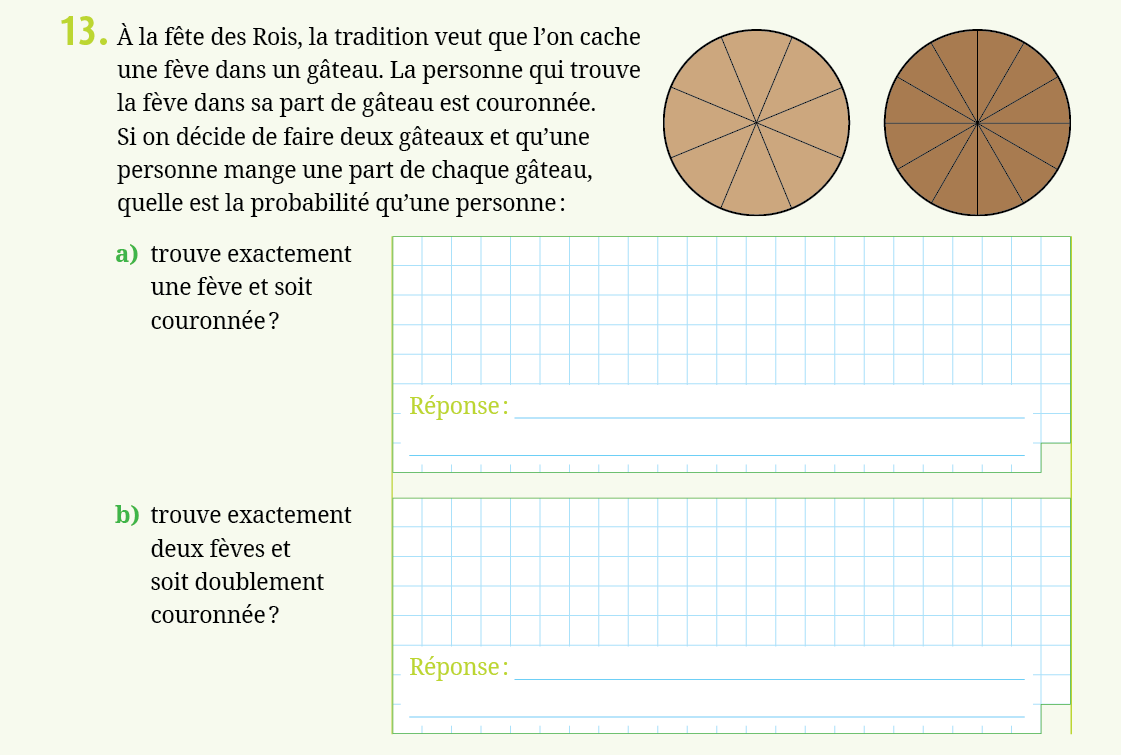 13. À la fête des Rois, la tradition veut que l’on cache
une fève dans un gâteau. La personne qui trouve
la fève dans sa part de gâteau est couronnée.
Si on décide de faire deux gâteaux et qu’une
personne mange une part de chaque gâteau,
quelle est la probabilité qu’une personne :
a) trouve exactement
une fève et soit
couronnée ?
Réponse :
b) trouve exactement
deux fèves et
soit doublement
couronnée ?
Réponse :